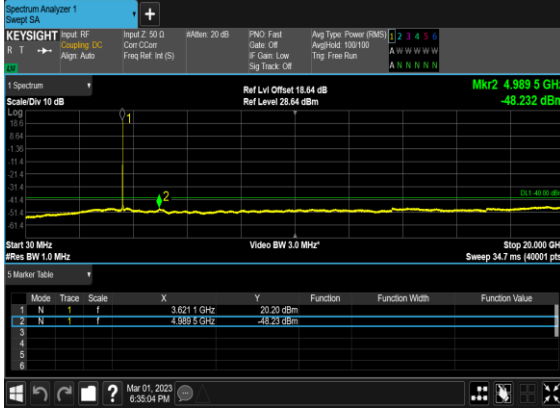 Spectrum Analyzer 1
Swept SA
+
KEYSIGHT
R T
Input: RF
Coupling: DC
Align: Auto
Input Z: 50 Ω
Corr CCorr
Freq Ref: Int (S)
#Atten: 20 dB
PNO: Fast
Gate: Off
IF Gain: Low
Sig Track: Off
Avg Type: Power (RMS)
Avg|Hold: 100/100
Trig: Free Run
1 2 3 4 5 6
A W W W W W
A N N N N N
1 Spectrum
Scale/Div 10 dB
Ref Lvl Offset 18.64 dB
Ref Level 28.64 dBm
Mkr2 4.989 5 GHz
-48.232 dBm
Log
18.6
8.64
-1.36
-11.4
-21.4
-31.4
-41.4
-51.4
-61.4
1
2
DL1 -40.00 dB
Start 30 MHz
#Res BW 1.0 MHz
Video BW 3.0 MHz*
Stop 20.000 GH
Sweep 34.7 ms (40001 pts
5 Marker Table
Mode Trace Scale X Y Function Function Width Function Value
1 N 1 f 3.621 1 GHz 20.20 dBm
2 N 1 f 4.989 5 GHz -48.23 dBm
3
4
5
6
?
Mar 01, 2023
6:35:04 PM